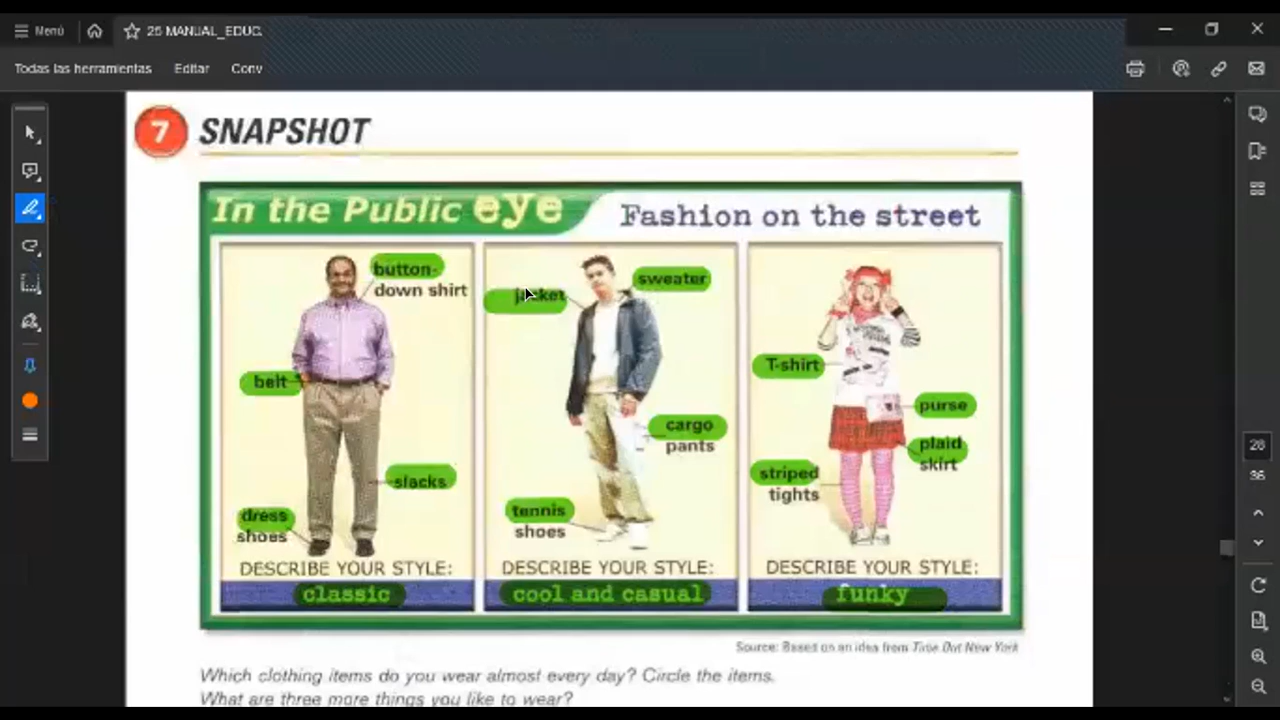 Menú
25 MANUAL_EDUC.
Todas las herramientas Editar Conv
7 SNAPSHOT
In the Public eye
Fashion on the street
button-
down shirt
belt
slacks
dress
shoes
DESCRIBE YOUR STYLE:
classic
jacket
sweater
cargo
pants
tennis
shoes
DESCRIBE YOUR STYLE:
cool and casual
T-shirt
purse
plaid
skirt
striped
tights
DESCRIBE YOUR STYLE:
funky
Source: Based on an idea from Time Out New York
Which clothing items do you wear almost every day? Circle the items.
What are three more things you like to wear?
28
36